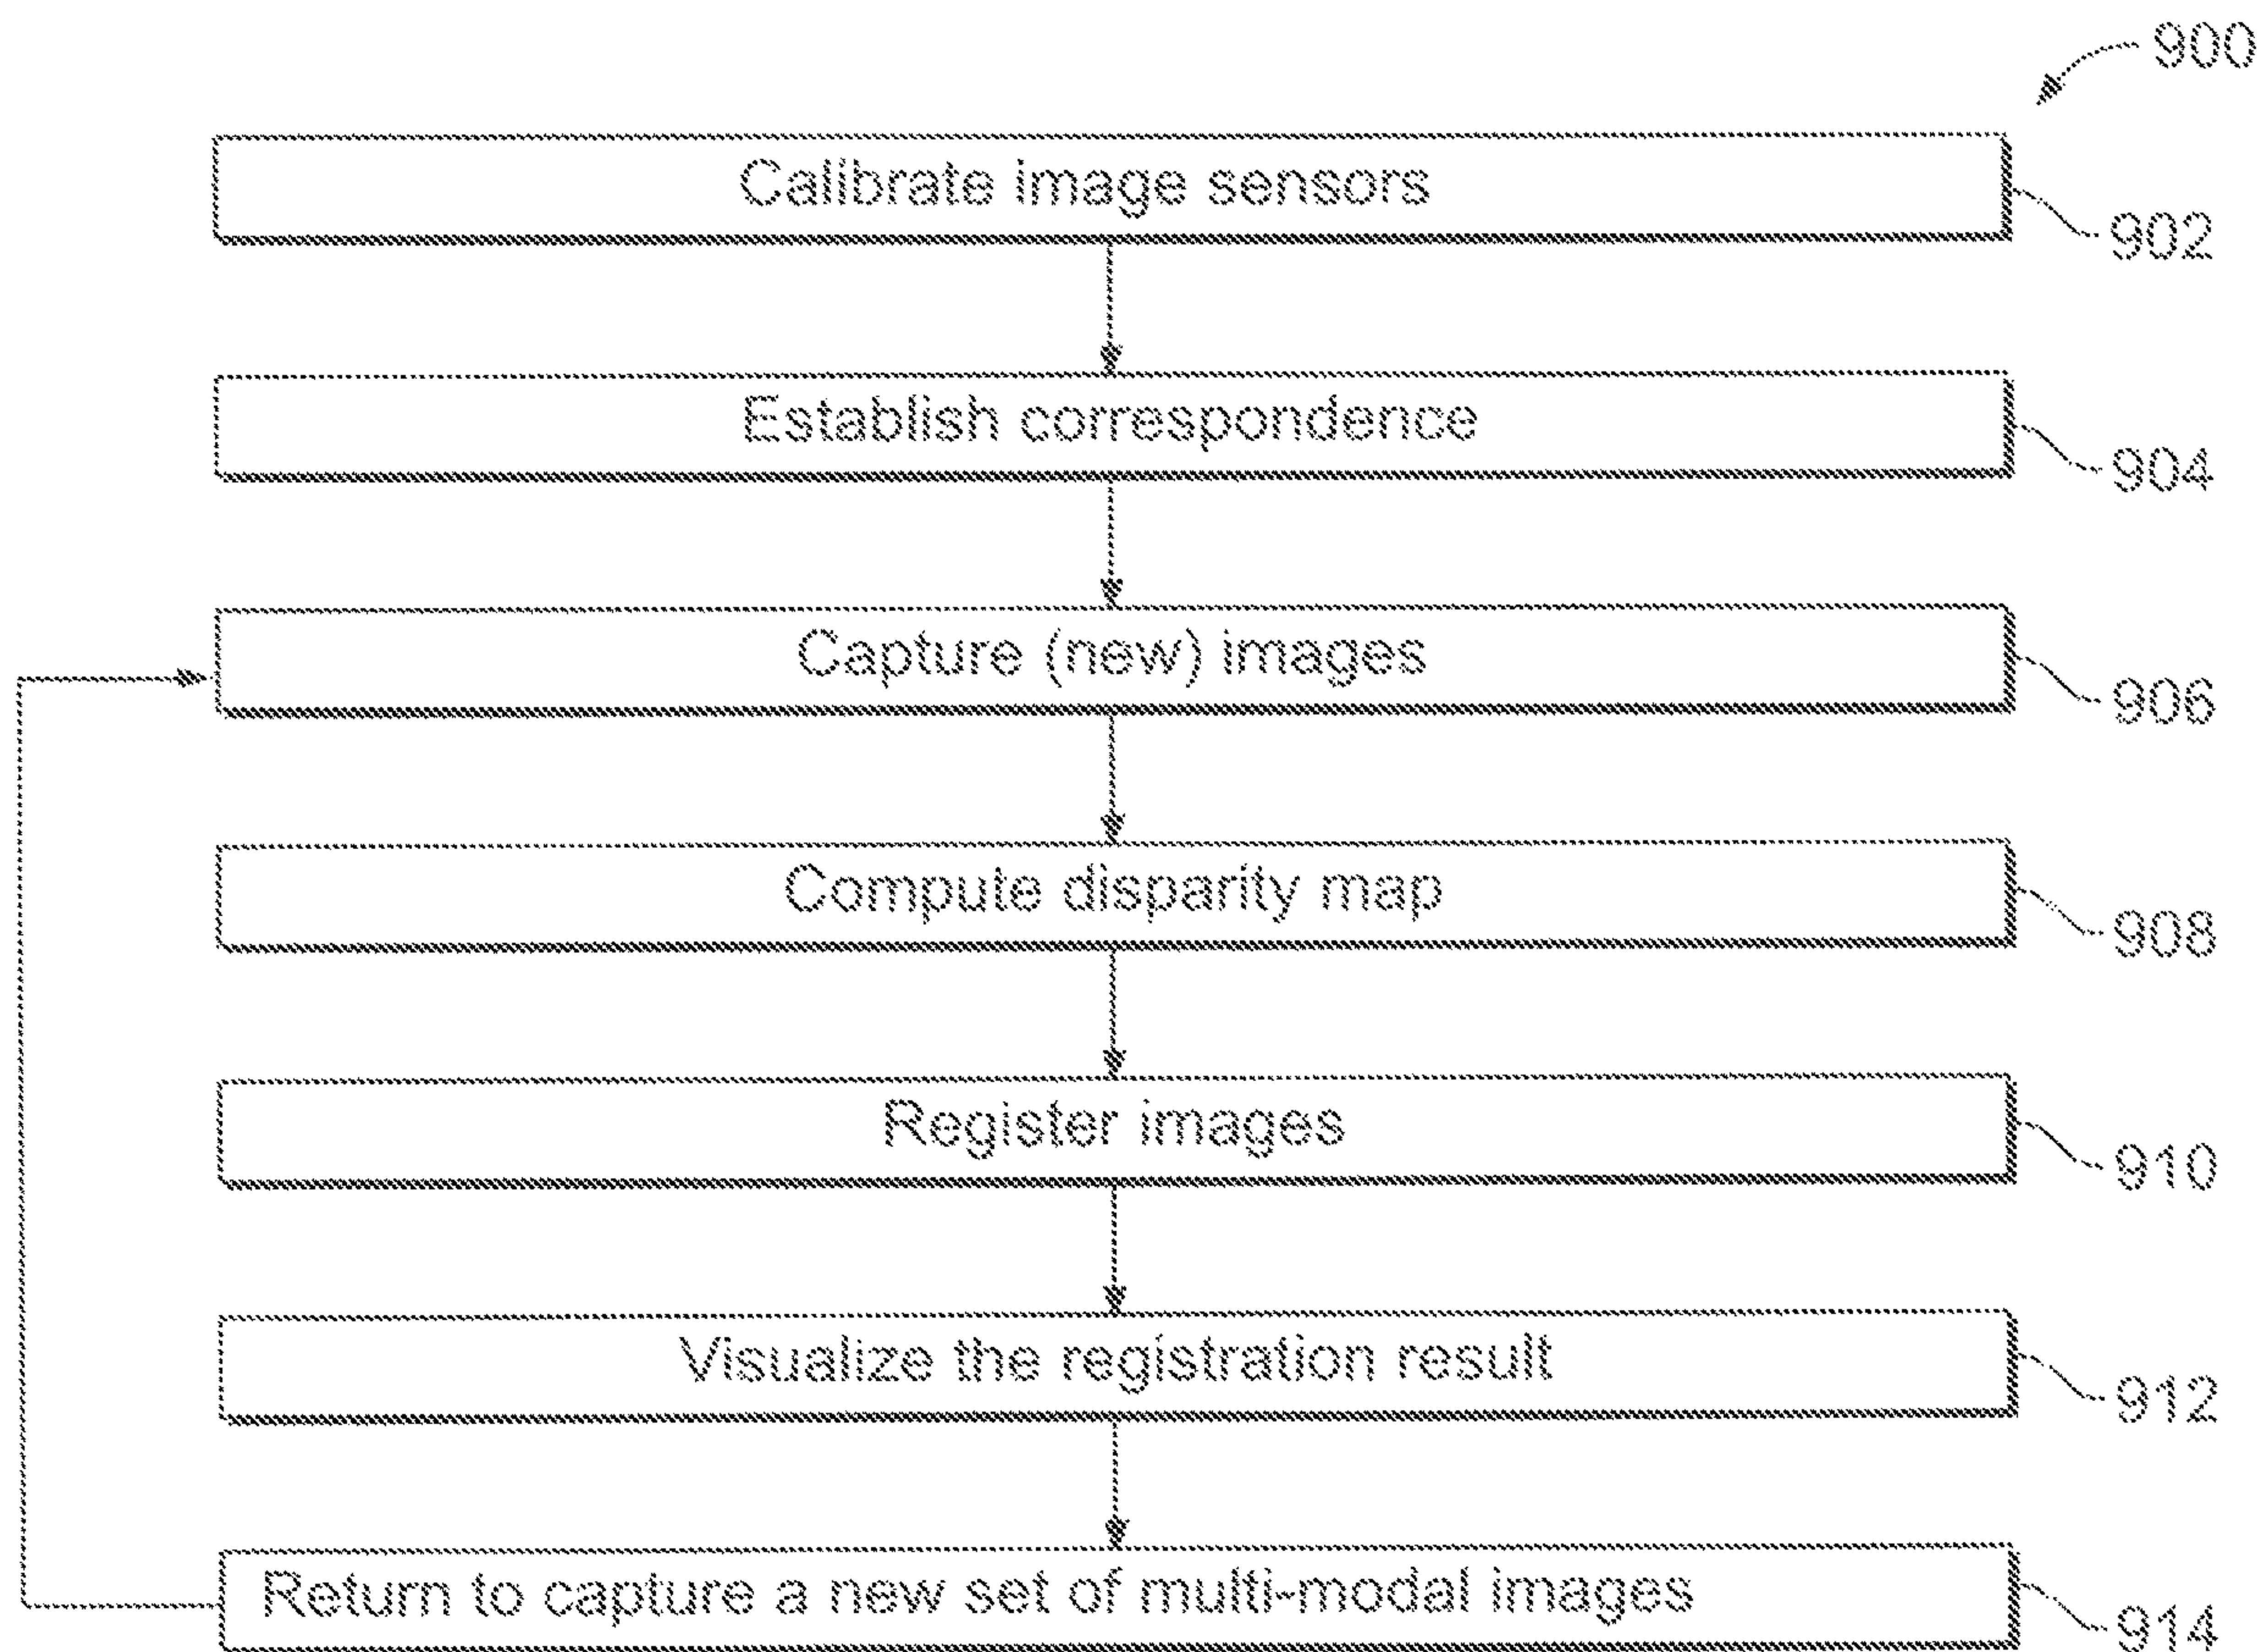 900
Calibrate image sensors
902
Establish correspondence
904
Capture (new) images
906
Compute disparity map
908
Register images
910
Visualize the registration result
912
Return to capture a new set of multi-modal images
914